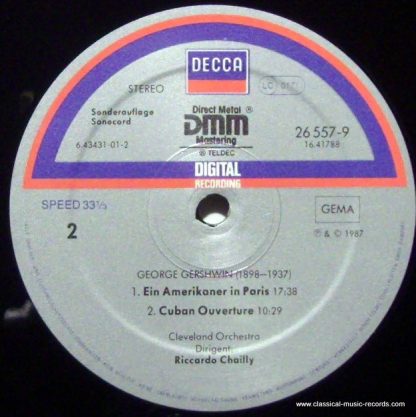 DECCA
STEREO
LC 0171
Sonderauflage
Sonocord
6.43431-01-2
Direct Metal ®
DMM
Mastering
℗ TELDEC
26 557-9
16.41788
DIGITAL
RECORDING
SPEED 33⅓
GEMA
2
℗ & © 1987
GEORGE GERSHWIN (1898–1937)
1. Ein Amerikaner in Paris 17:38
2. Cuban Ouverture 10:29
Cleveland Orchestra
Dirigent:
Riccardo Chailly
www.classical-music-records.com